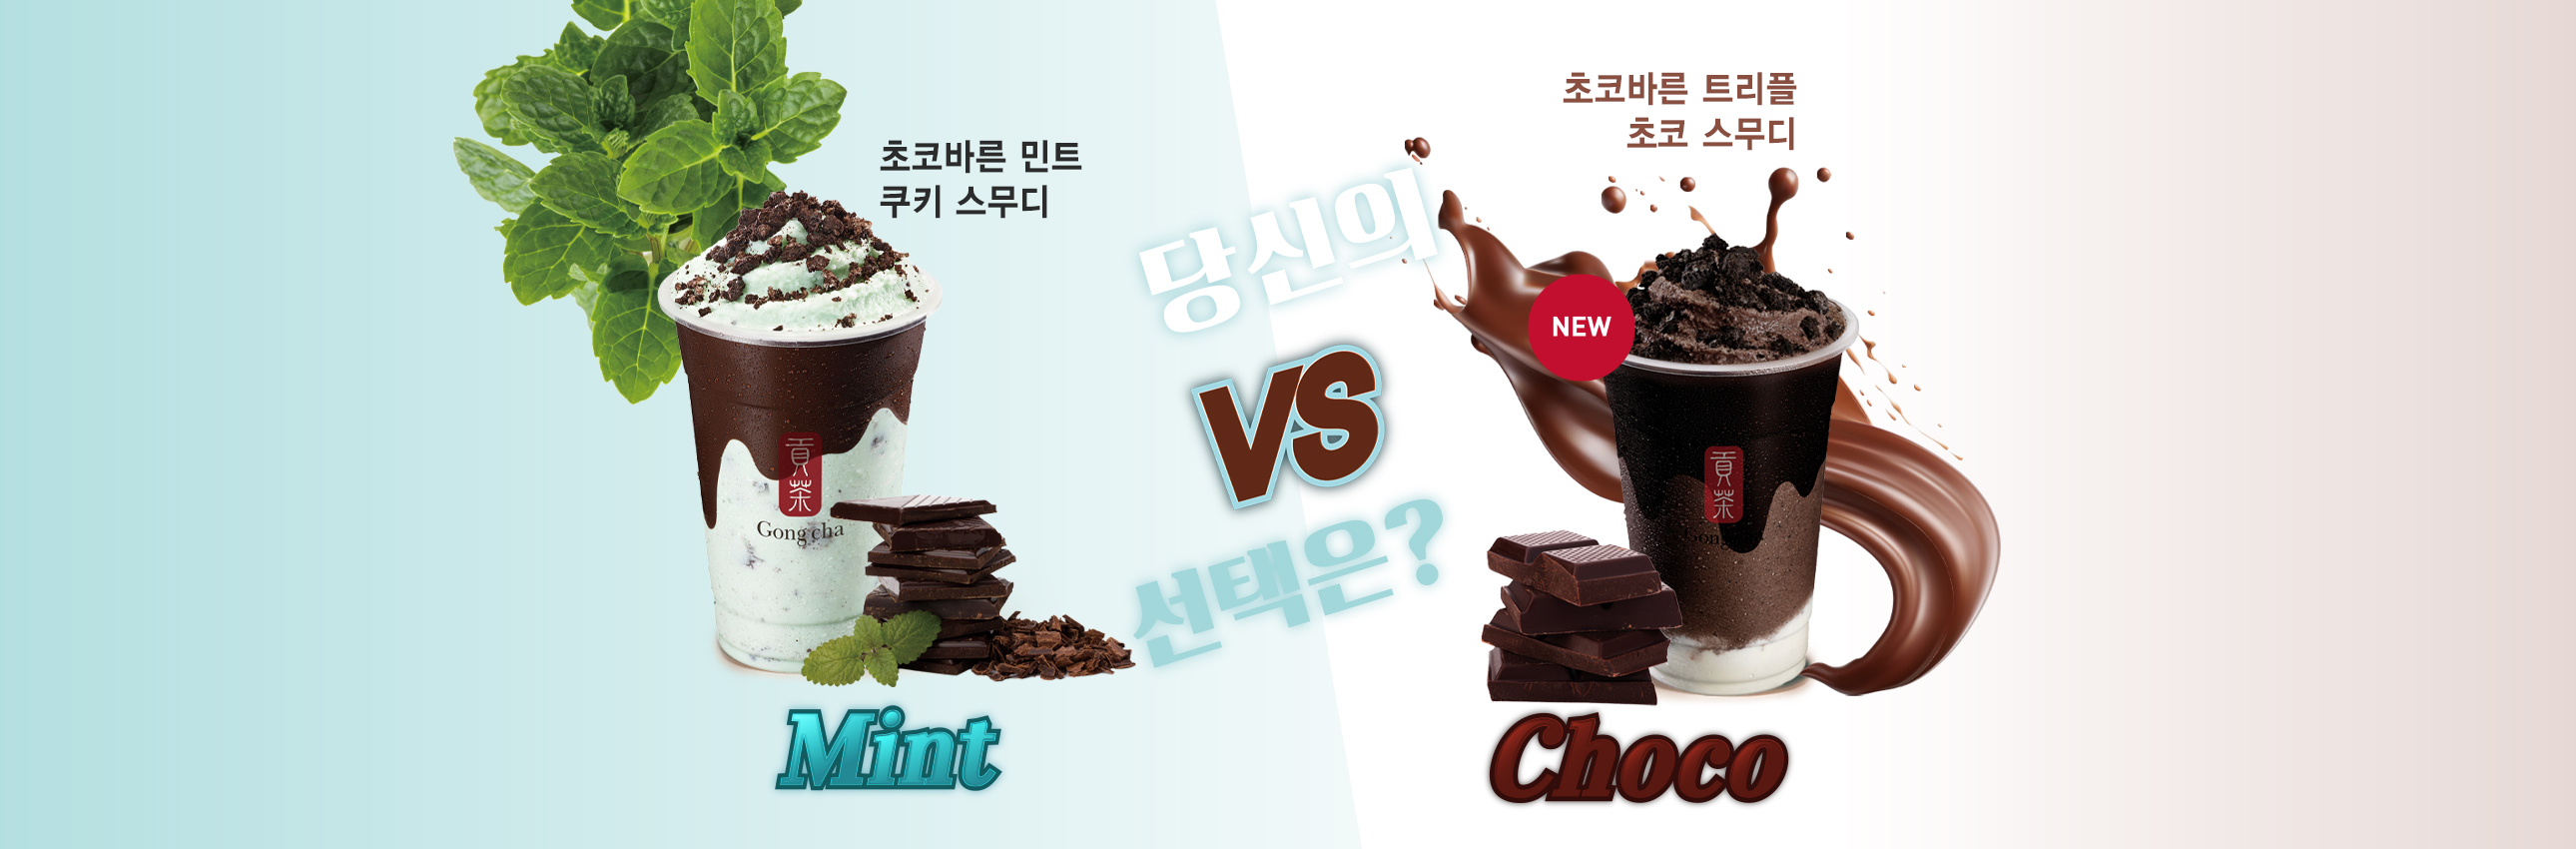 초코바른 민트
쿠키 스무디
貢茶
Gong cha
Mint
당신의
VS
선택은?
초코바른 트리플
초코 스무디
NEW
貢茶
Choco